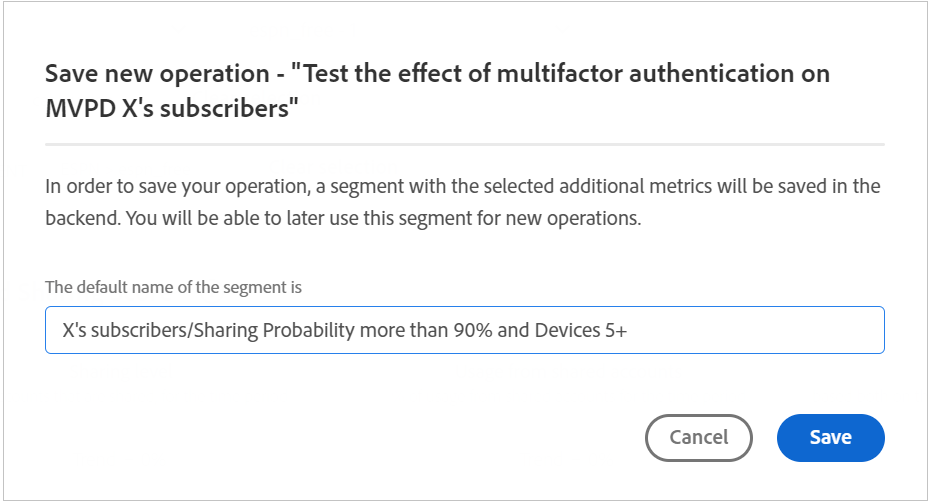 Save new operation - "Test the effect of multifactor authentication on
MVPD X's subscribers"
In order to save your operation, a segment with the selected additional metrics will be saved in the
backend. You will be able to later use this segment for new operations.
The default name of the segment is
X's subscribers/Sharing Probability more than 90% and Devices 5+
Cancel Save